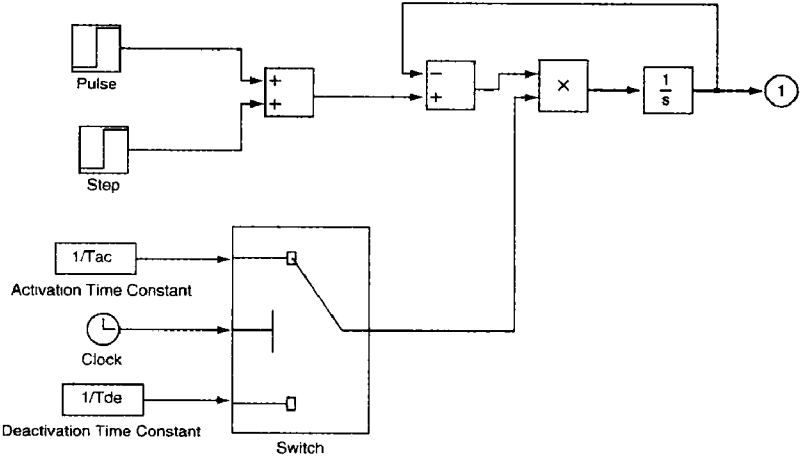 Pulse
+
+
−
+
×
1
s
1
Step
1/Tac
Activation Time Constant
Clock
1/Tde
Deactivation Time Constant
Switch